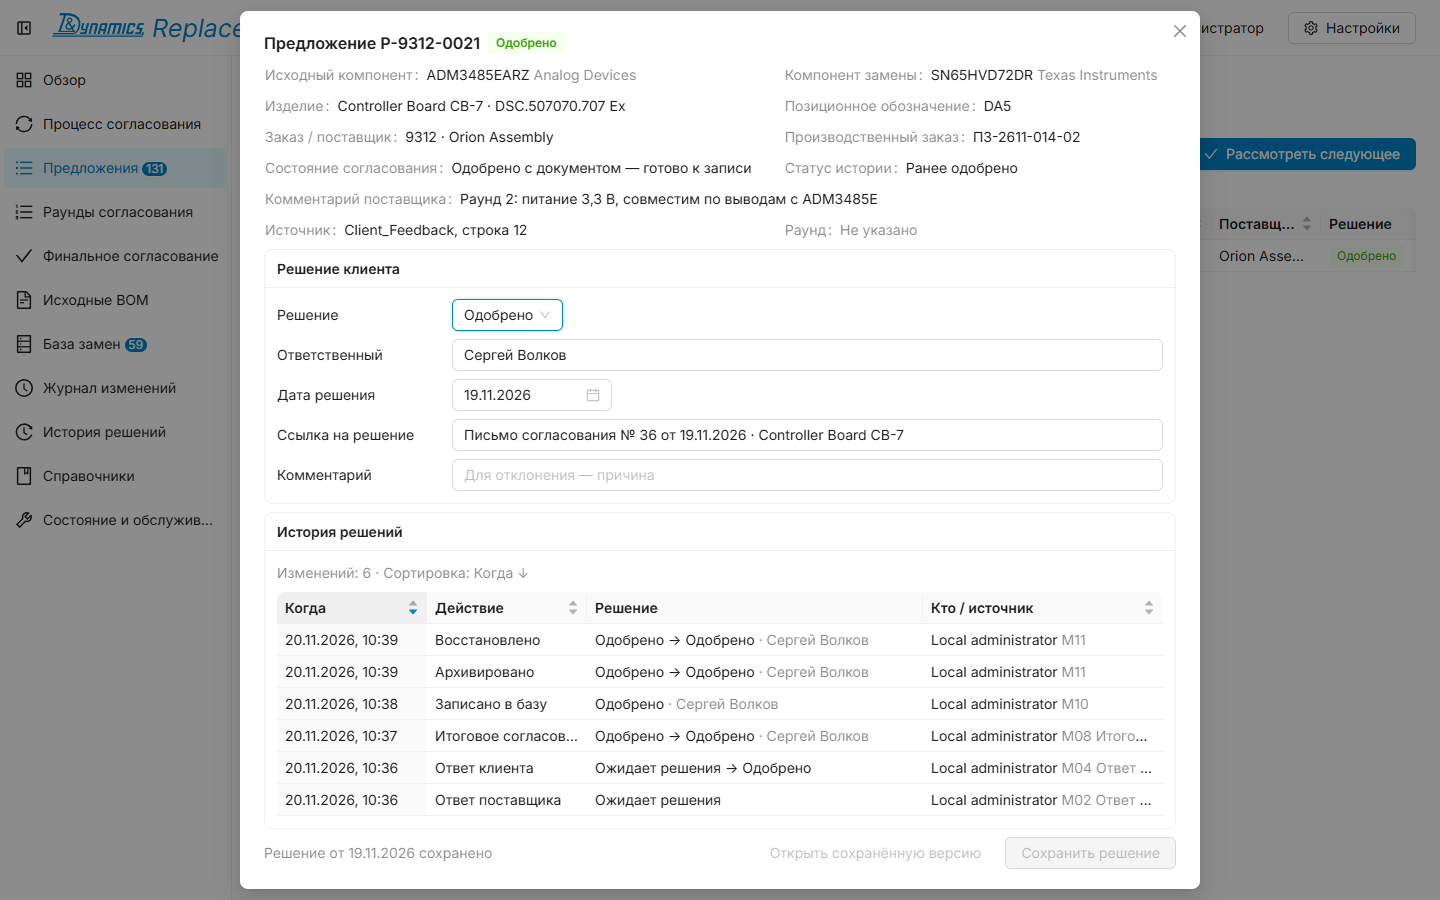 Dynamics Replace
истратор
Настройки
Обзор
Процесс согласования
Предложения 131
Раунды согласования
Финальное согласование
Исходные BOM
База замен 59
Журнал изменений
История решений
Справочники
Состояние и обслужив...
Рассмотреть следующее
Поставщ... Решение
Orion Asse... Одобрено
Предложение P-9312-0021 Одобрено
Исходный компонент: ADM3485EARZ Analog Devices
Компонент замены: SN65HVD72DR Texas Instruments
Изделие: Controller Board CB-7 · DSC.507070.707 Ex
Позиционное обозначение: DA5
Заказ / поставщик: 9312 · Orion Assembly
Производственный заказ: ПЗ-2611-014-02
Состояние согласования: Одобрено с документом — готово к записи
Статус истории: Ранее одобрено
Комментарий поставщика: Раунд 2: питание 3,3 В, совместим по выводам с ADM3485E
Источник: Client_Feedback, строка 12
Раунд: Не указано
Решение клиента
Решение Одобрено
Ответственный Сергей Волков
Дата решения 19.11.2026
Ссылка на решение Письмо согласования № 36 от 19.11.2026 · Controller Board CB-7
Комментарий Для отклонения — причина
История решений
Изменений: 6 · Сортировка: Когда ↓
Когда Действие Решение Кто / источник
20.11.2026, 10:39 Восстановлено Одобрено → Одобрено · Сергей Волков Local administrator M11
20.11.2026, 10:39 Архивировано Одобрено → Одобрено · Сергей Волков Local administrator M11
20.11.2026, 10:38 Записано в базу Одобрено · Сергей Волков Local administrator M10
20.11.2026, 10:37 Итоговое согласов... Одобрено → Одобрено · Сергей Волков Local administrator M08 Итого...
20.11.2026, 10:36 Ответ клиента Ожидает решения → Одобрено Local administrator M04 Ответ ...
20.11.2026, 10:36 Ответ поставщика Ожидает решения Local administrator M02 Ответ ...
Решение от 19.11.2026 сохранено
Открыть сохранённую версию
Сохранить решение